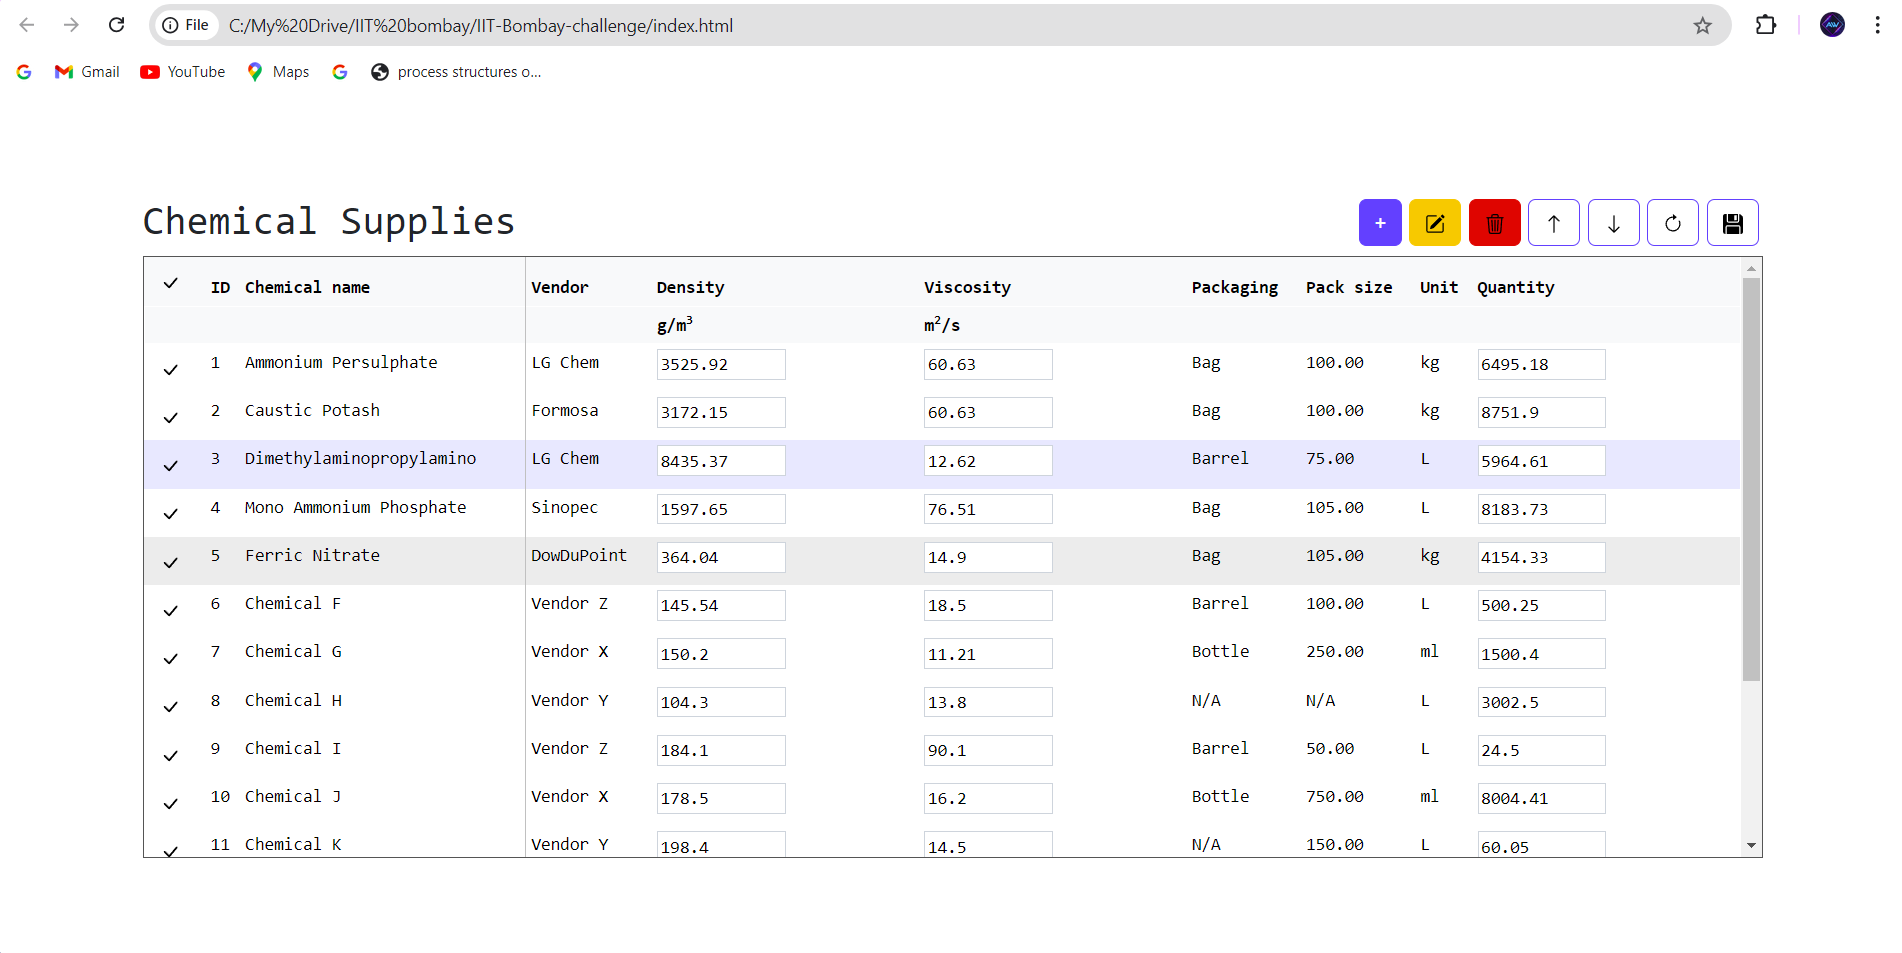 File C:/My%20Drive/IIT%20bombay/IIT-Bombay-challenge/index.html
Gmail YouTube Maps process structures o...
Chemical Supplies +
ID Chemical name Vendor Density Viscosity Packaging Pack size Unit Quantity
g/m³ m²/s
1 Ammonium Persulphate LG Chem 3525.92 60.63 Bag 100.00 kg 6495.18
2 Caustic Potash Formosa 3172.15 60.63 Bag 100.00 kg 8751.9
3 Dimethylaminopropylamino LG Chem 8435.37 12.62 Barrel 75.00 L 5964.61
4 Mono Ammonium Phosphate Sinopec 1597.65 76.51 Bag 105.00 L 8183.73
5 Ferric Nitrate DowDuPoint 364.04 14.9 Bag 105.00 kg 4154.33
6 Chemical F Vendor Z 145.54 18.5 Barrel 100.00 L 500.25
7 Chemical G Vendor X 150.2 11.21 Bottle 250.00 ml 1500.4
8 Chemical H Vendor Y 104.3 13.8 N/A N/A L 3002.5
9 Chemical I Vendor Z 184.1 90.1 Barrel 50.00 L 24.5
10 Chemical J Vendor X 178.5 16.2 Bottle 750.00 ml 8004.41
11 Chemical K Vendor Y 198.4 14.5 N/A 150.00 L 60.05